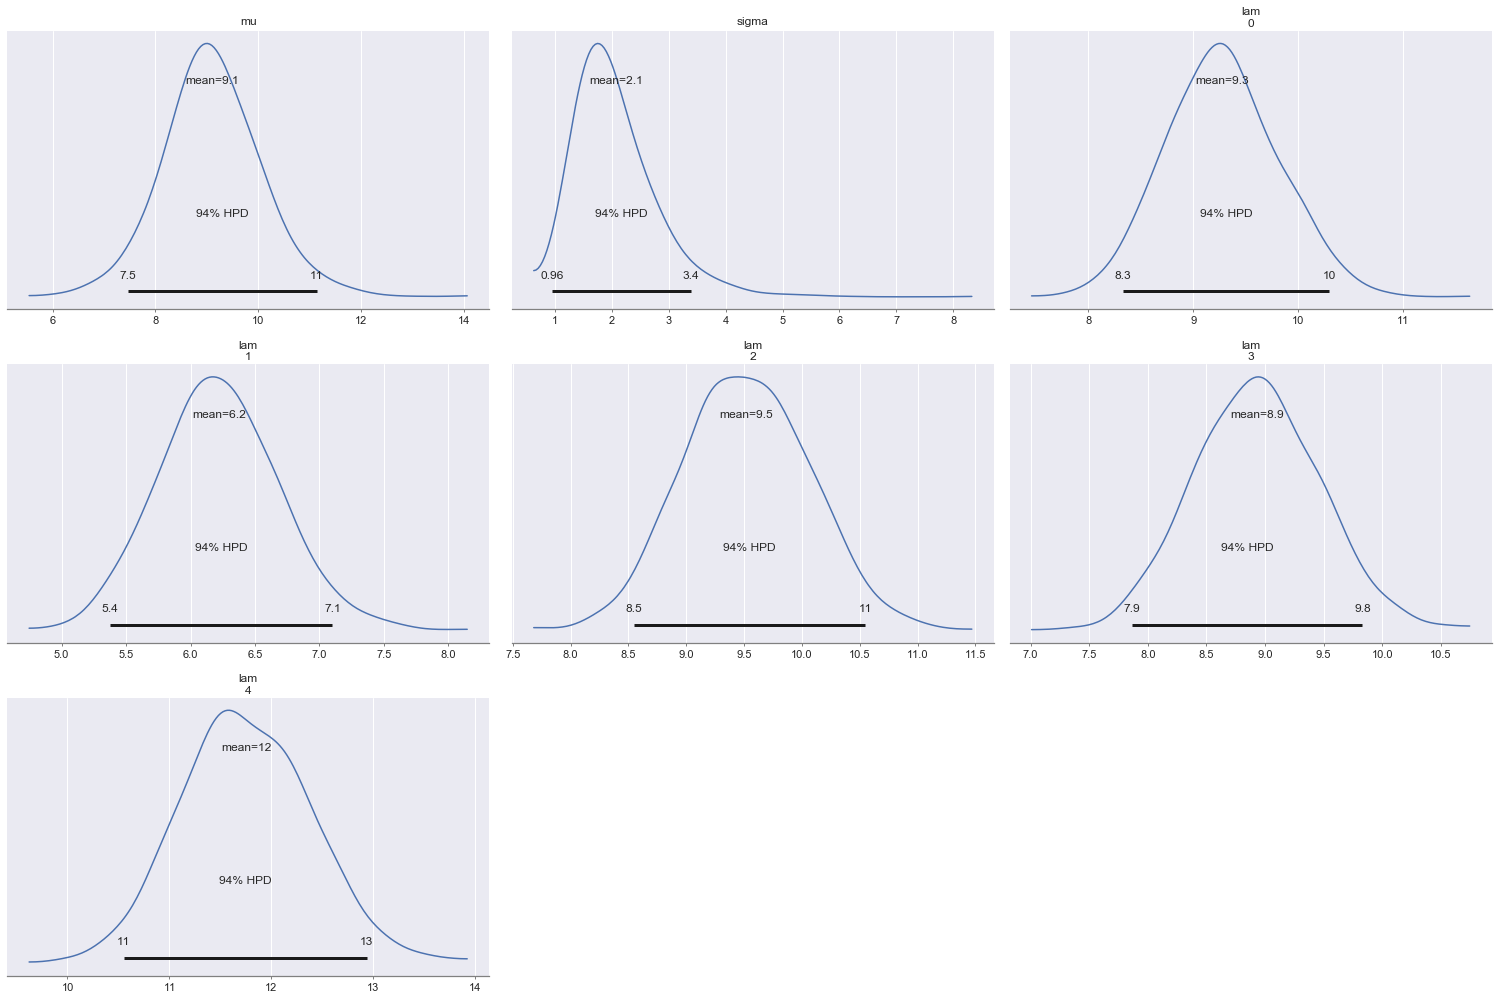 mu
mean=9.1
94% HPD
7.5 11
6 8 10 12 14
sigma
mean=2.1
94% HPD
0.96 3.4
1 2 3 4 5 6 7 8
lam
0
mean=9.3
94% HPD
8.3 10
8 9 10 11
lam
1
mean=6.2
94% HPD
5.4 7.1
5.0 5.5 6.0 6.5 7.0 7.5 8.0
lam
2
mean=9.5
94% HPD
8.5 11
7.5 8.0 8.5 9.0 9.5 10.0 10.5 11.0 11.5
lam
3
mean=8.9
94% HPD
7.9 9.8
7.0 7.5 8.0 8.5 9.0 9.5 10.0 10.5
lam
4
mean=12
94% HPD
11 13
10 11 12 13 14